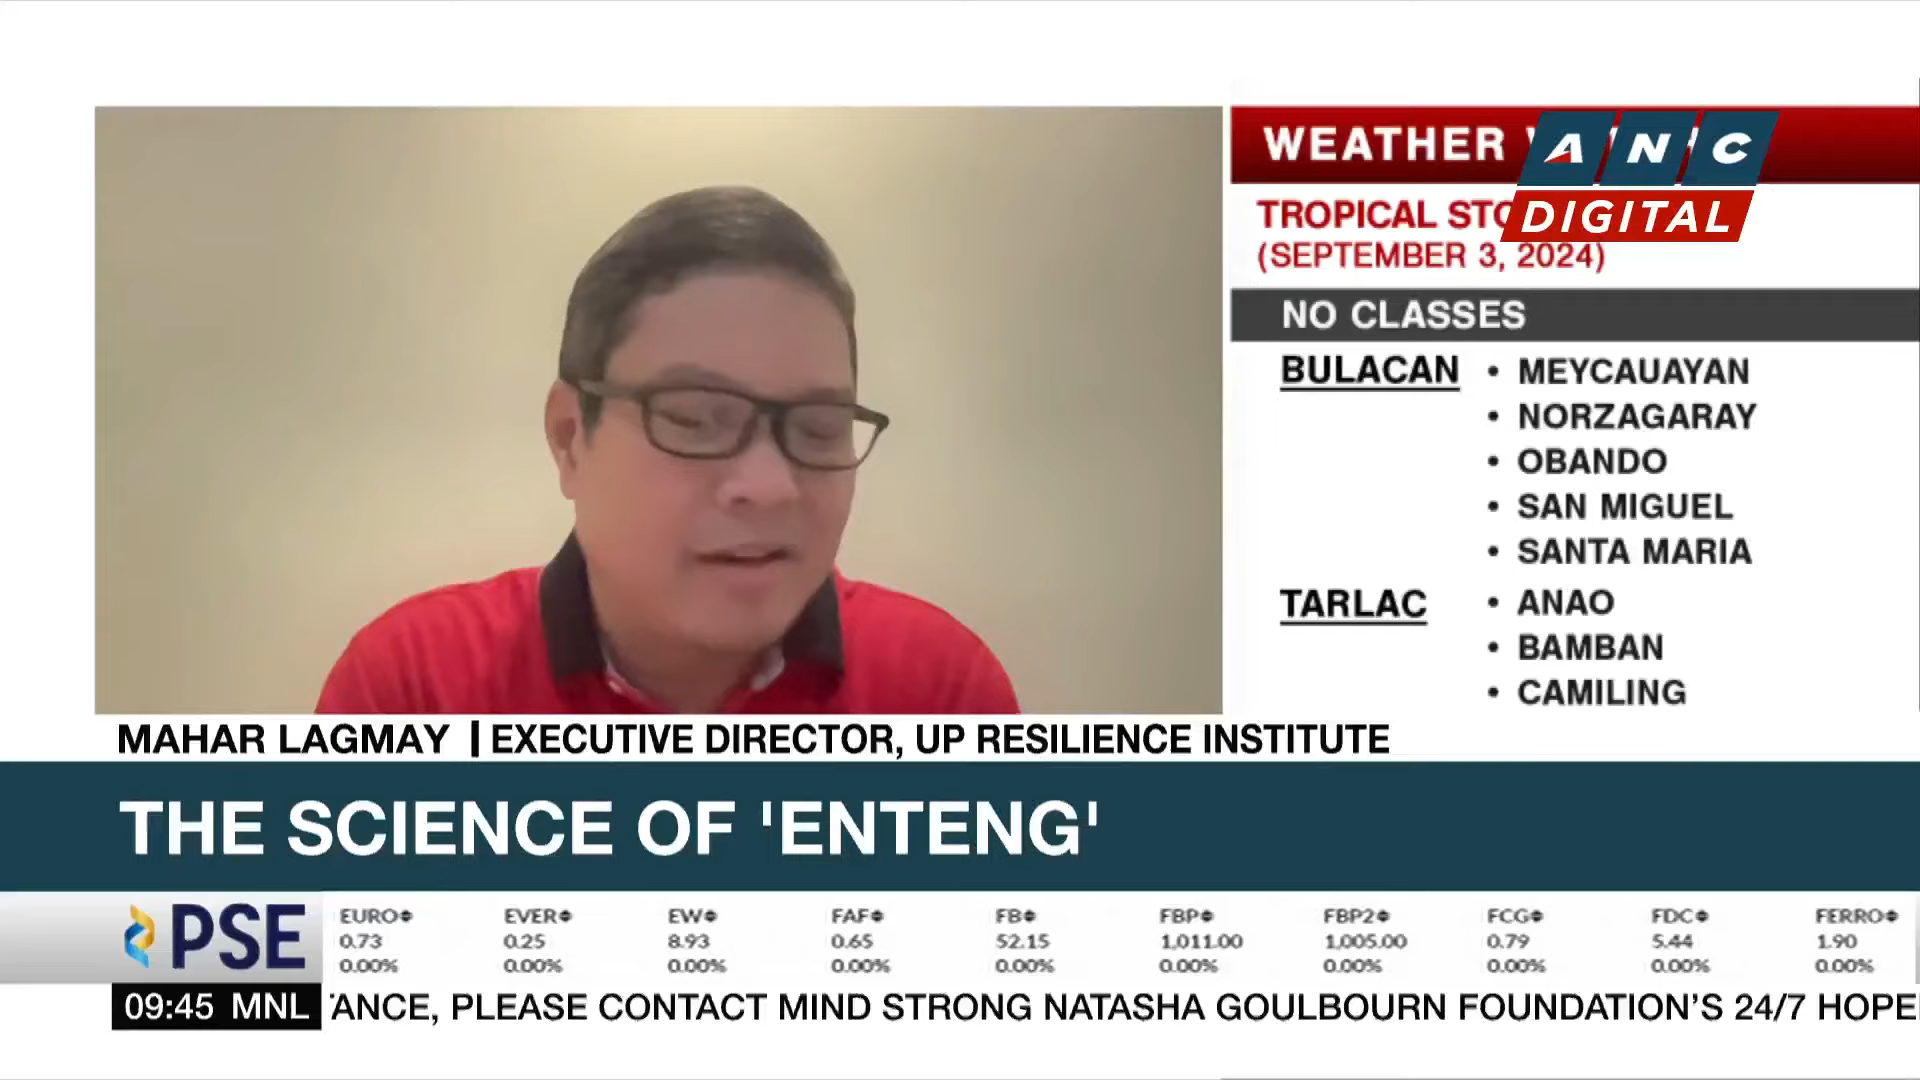 WEATHER
ANC
DIGITAL
TROPICAL
(SEPTEMBER 3, 2024)
NO CLASSES
BULACAN
• MEYCAUAYAN
• NORZAGARAY
• OBANDO
• SAN MIGUEL
• SANTA MARIA
TARLAC
• ANAO
• BAMBAN
• CAMILING
MAHAR LAGMAY | EXECUTIVE DIRECTOR, UP RESILIENCE INSTITUTE
THE SCIENCE OF 'ENTENG'
PSE
EURO EVER EW FAF FB FBP FBP2 FCG FDC FERRO
0.73 0.25 8.93 0.65 52.15 1,011.00 1,005.00 0.79 5.44 1.90
0.00% 0.00% 0.00% 0.00% 0.00% 0.00% 0.00% 0.00% 0.00% 0.00%
09:45 MNL
TANCE, PLEASE CONTACT MIND STRONG NATASHA GOULBOURN FOUNDATION'S 24/7 HOPE